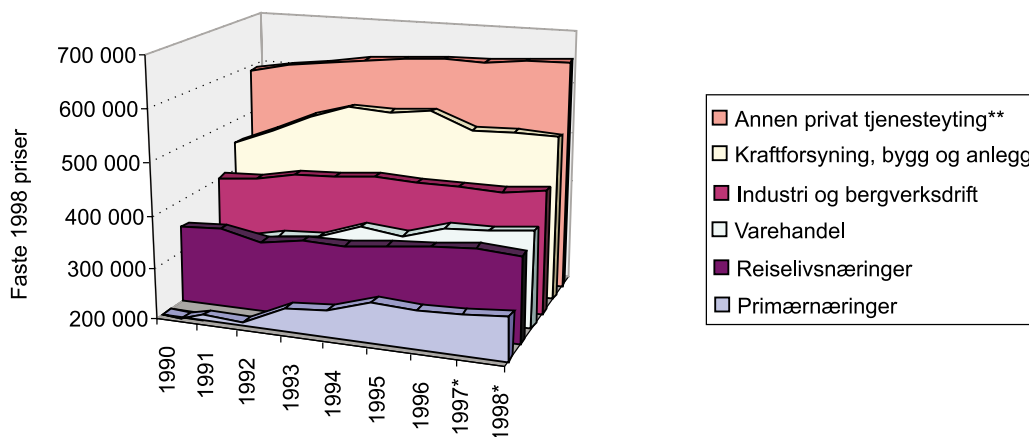 Faste 1998 priser
700 000
600 000
500 000
400 000
300 000
200 000
1990
1991
1992
1993
1994
1995
1996
1997*
1998*
Annen privat tjenesteyting**
Kraftforsyning, bygg og anlegg
Industri og bergverksdrift
Varehandel
Reiselivsnæringer
Primærnæringer